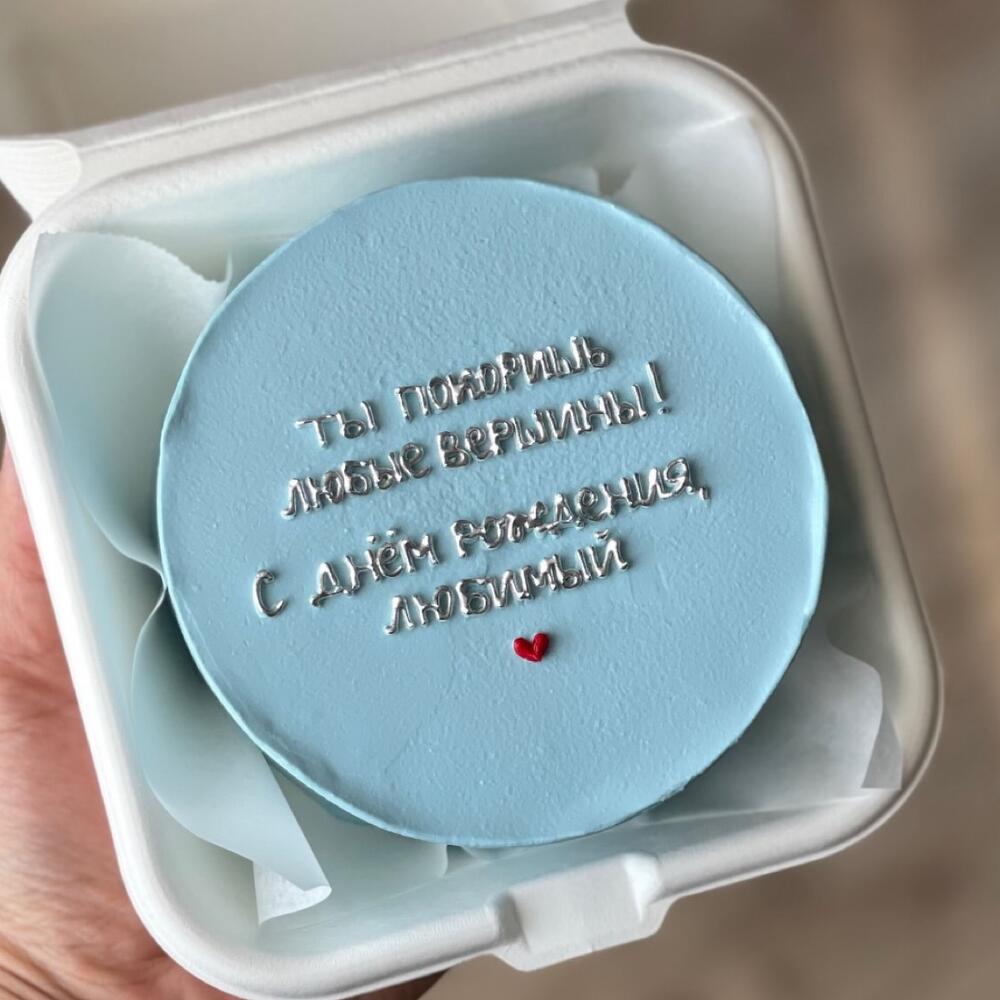 ТЫ ПОКОРИШЬ
ЛЮБЫЕ ВЕРШИНЫ!
С ДНЁМ РОЖДЕНИЯ,
ЛЮБИМЫЙ